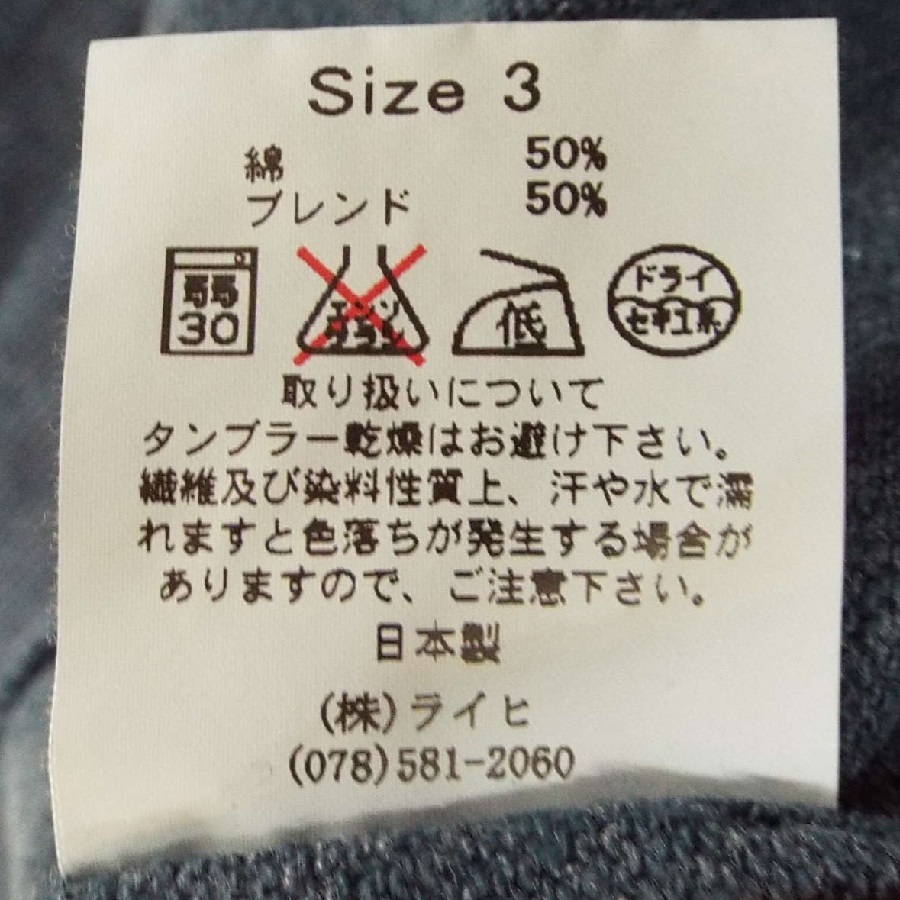 Size 3
綿 50%
ブレンド 50%
弱
30
エンソサラシ
低
ドライ
セキユ系
取り扱いについて
タンブラー乾燥はお避け下さい。
繊維及び染料性質上、汗や水で濡
れますと色落ちが発生する場合が
ありますので、ご注意下さい。
日本製
(株)ライヒ
(078)581-2060